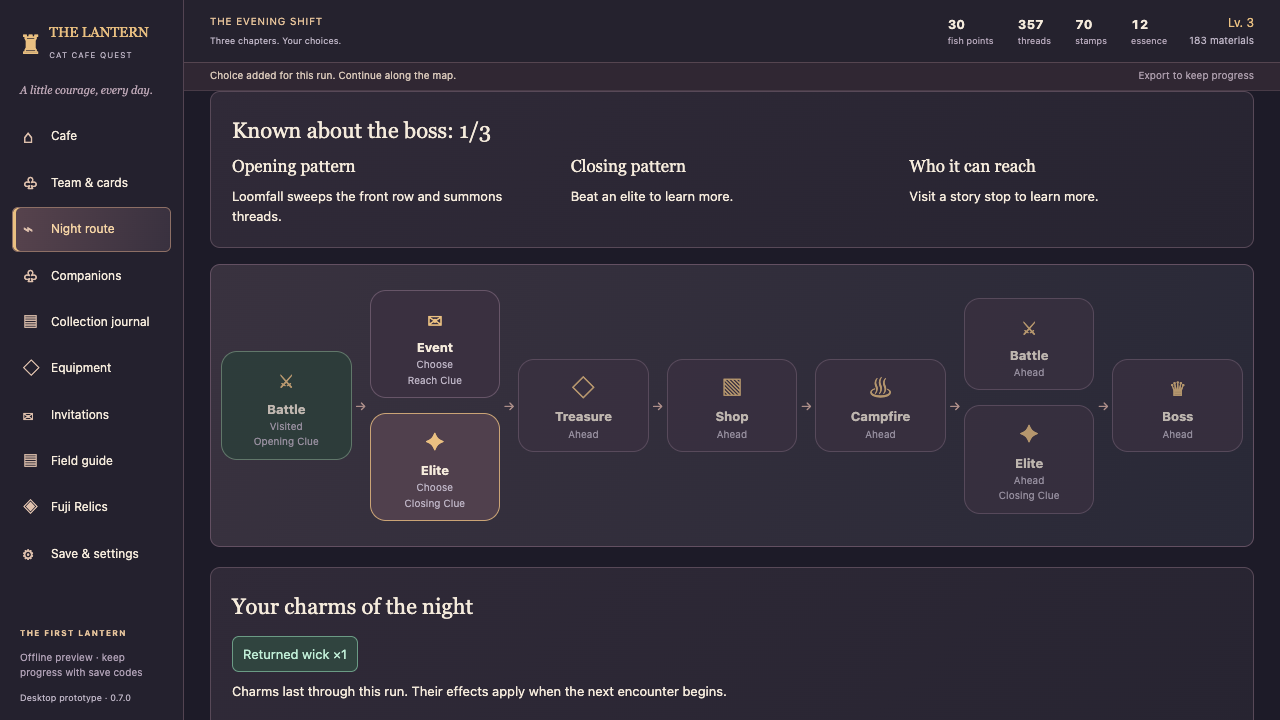 THE LANTERN
CAT CAFE QUEST
A little courage, every day.
Cafe
Team & cards
Night route
Companions
Collection journal
Equipment
Invitations
Field guide
Fuji Relics
Save & settings
THE FIRST LANTERN
Offline preview · keep
progress with save codes
Desktop prototype · 0.7.0
THE EVENING SHIFT
Three chapters. Your choices.
30
fish points
357
threads
70
stamps
12
essence
Lv. 3
183 materials
Choice added for this run. Continue along the map.
Export to keep progress
Known about the boss: 1/3
Opening pattern
Loomfall sweeps the front row and summons
threads.
Closing pattern
Beat an elite to learn more.
Who it can reach
Visit a story stop to learn more.
Battle
Visited
Opening Clue
Event
Choose
Reach Clue
Elite
Choose
Closing Clue
Treasure
Ahead
Shop
Ahead
Campfire
Ahead
Battle
Ahead
Elite
Ahead
Closing Clue
Boss
Ahead
Your charms of the night
Returned wick ×1
Charms last through this run. Their effects apply when the next encounter begins.